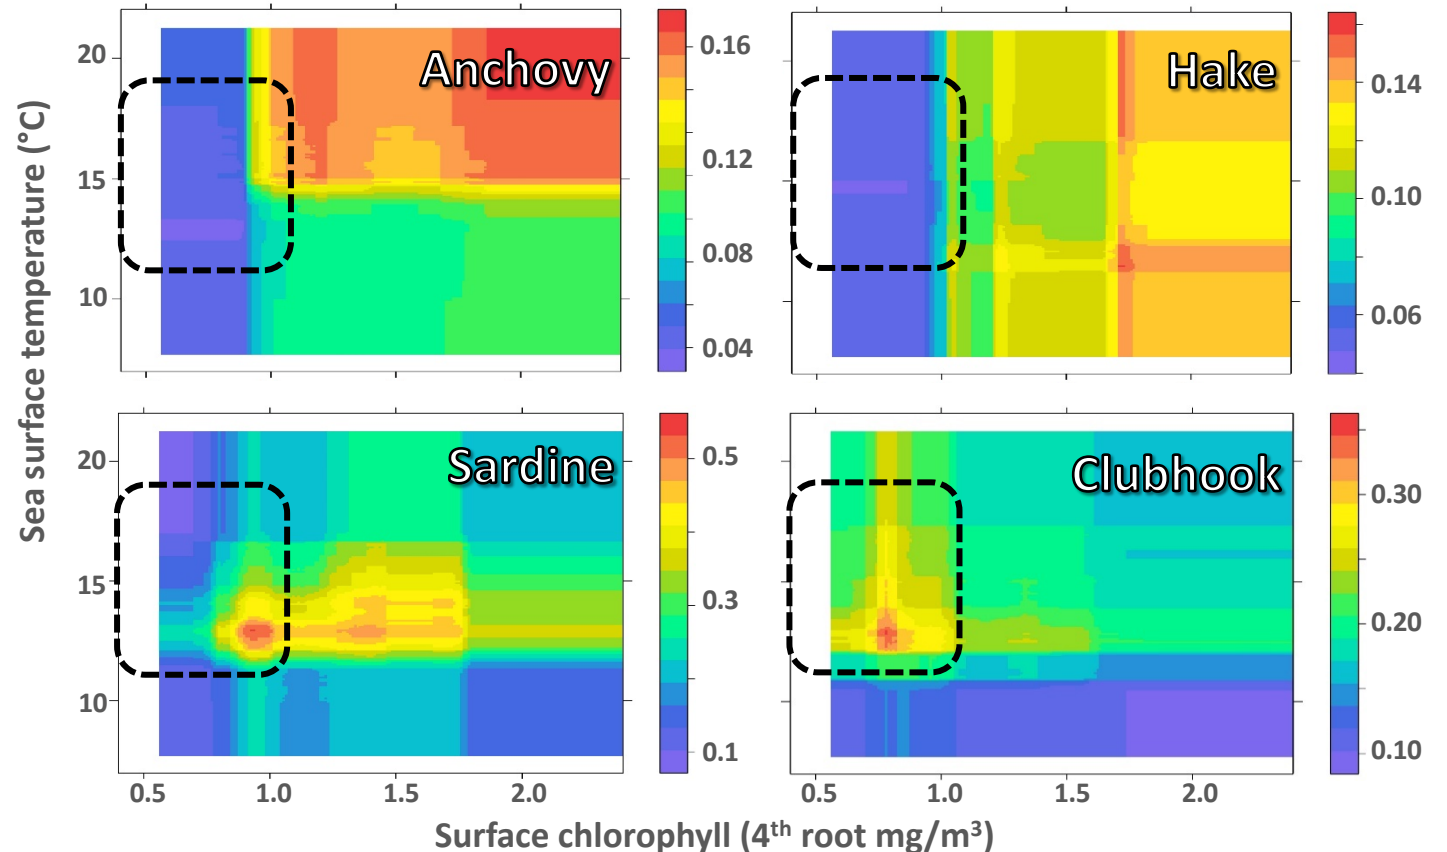 Anchovy
Hake
Sardine
Clubhook
20
15
10
20
15
10
0.16
0.12
0.08
0.04
0.14
0.10
0.06
0.5
0.3
0.1
0.30
0.20
0.10
0.5 1.0 1.5 2.0
0.5 1.0 1.5 2.0
Sea surface temperature (°C)
Surface chlorophyll (4th root mg/m³)